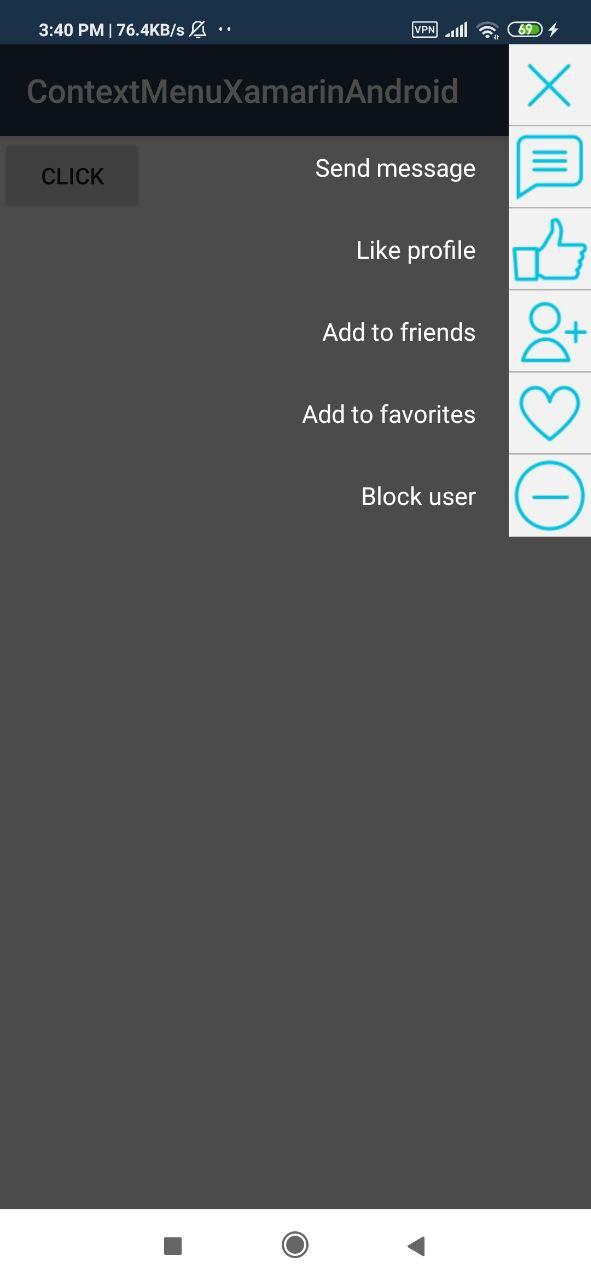 3:40 PM | 76.4KB/s
VPN
69
ContextMenuXamarinAndroid
CLICK
Send message
Like profile
Add to friends
Add to favorites
Block user